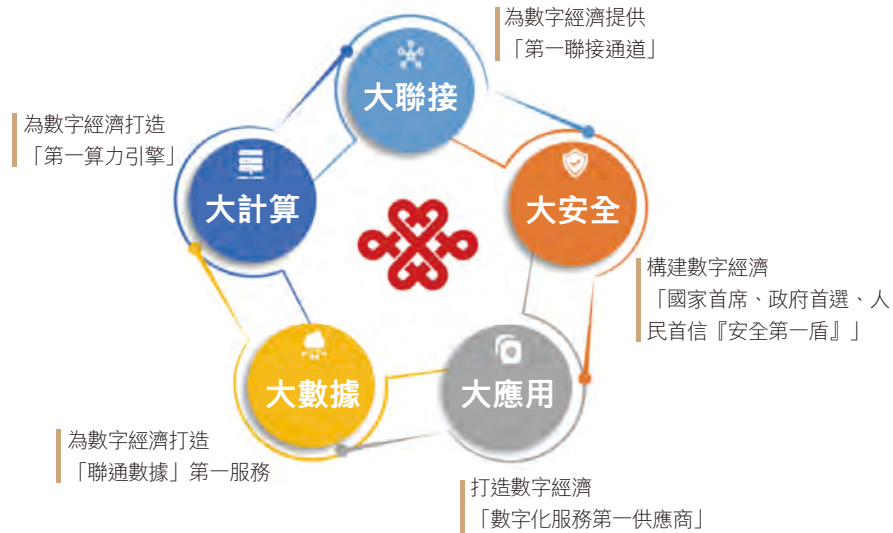 為數字經濟提供
「第一聯接通道」
大聯接
為數字經濟打造
「第一算力引擎」
大計算
大安全
構建數字經濟
「國家首席、政府首選、人
民首信『安全第一盾』」
大數據
大應用
為數字經濟打造
「聯通數據」第一服務
打造數字經濟
「數字化服務第一供應商」